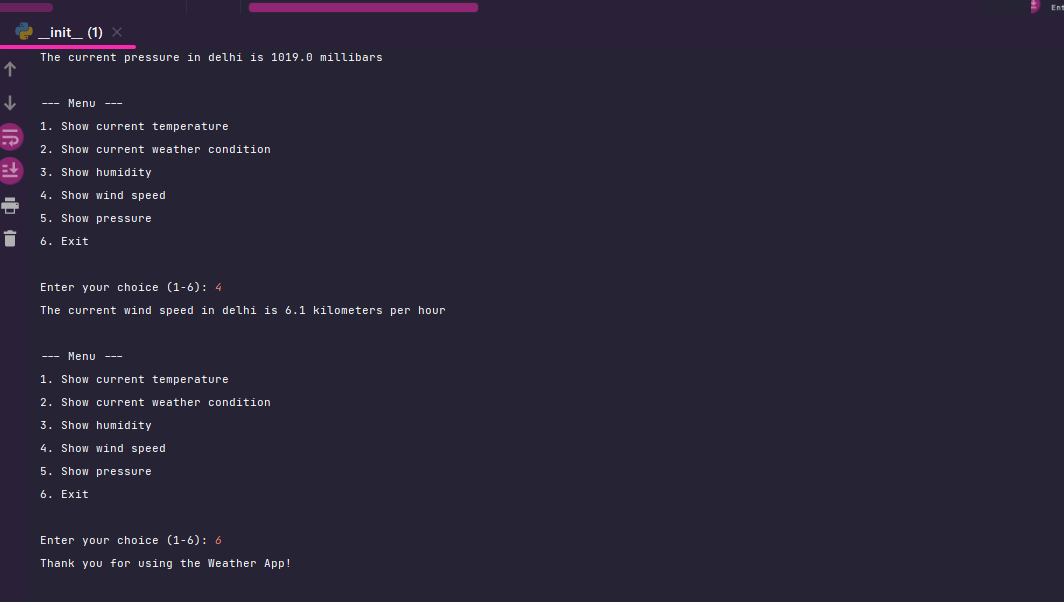 Ent
__init__ (1)
The current pressure in delhi is 1019.0 millibars
--- Menu ---
1. Show current temperature
2. Show current weather condition
3. Show humidity
4. Show wind speed
5. Show pressure
6. Exit
Enter your choice (1-6): 4
The current wind speed in delhi is 6.1 kilometers per hour
--- Menu ---
1. Show current temperature
2. Show current weather condition
3. Show humidity
4. Show wind speed
5. Show pressure
6. Exit
Enter your choice (1-6): 6
Thank you for using the Weather App!